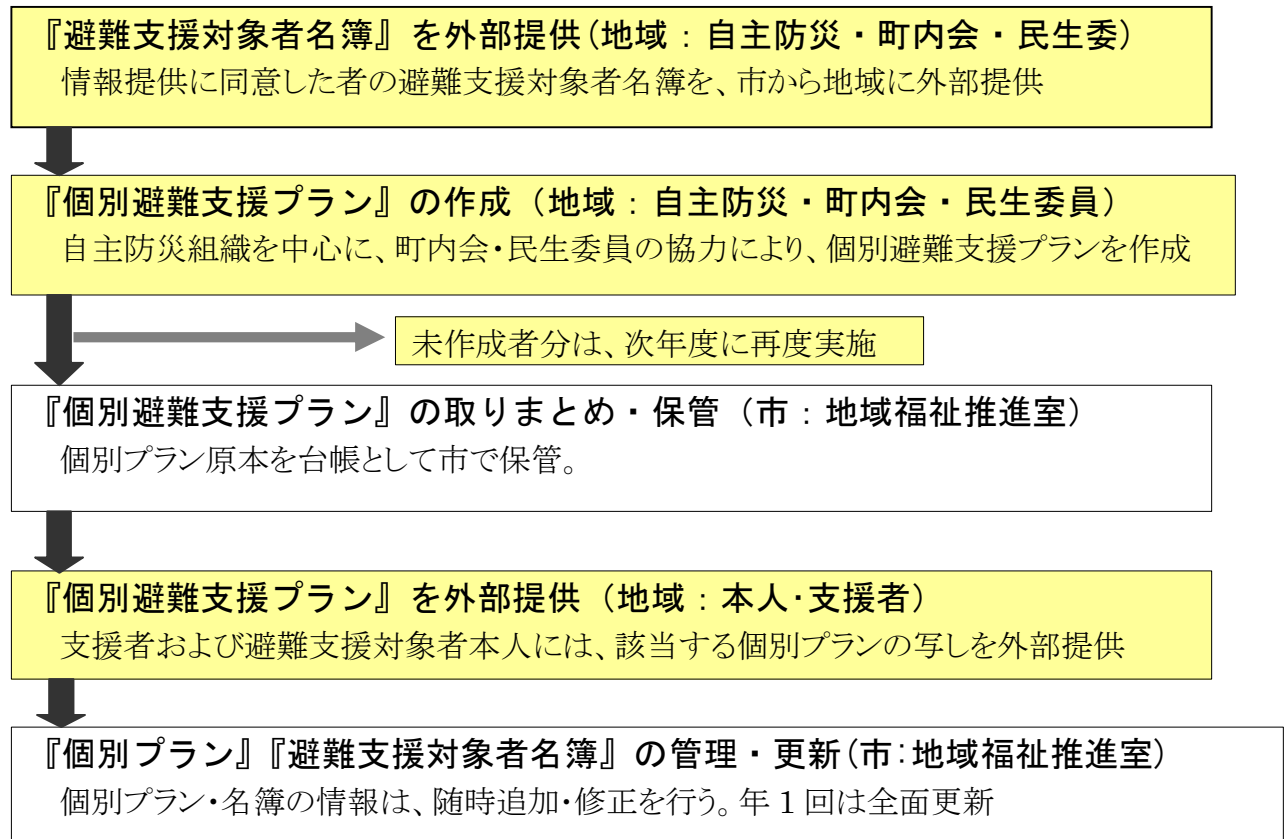 『避難支援対象者名簿』を外部提供(地域：自主防災・町内会・民生委)
情報提供に同意した者の避難支援対象者名簿を、市から地域に外部提供
『個別避難支援プラン』の作成（地域：自主防災・町内会・民生委員）
自主防災組織を中心に、町内会・民生委員の協力により、個別避難支援プランを作成
未作成者分は、次年度に再度実施
『個別避難支援プラン』の取りまとめ・保管（市：地域福祉推進室）
個別プラン原本を台帳として市で保管。
『個別避難支援プラン』を外部提供（地域：本人・支援者）
支援者および避難支援対象者本人には、該当する個別プランの写しを外部提供
『個別プラン』『避難支援対象者名簿』の管理・更新(市:地域福祉推進室)
個別プラン・名簿の情報は、随時追加・修正を行う。年１回は全面更新